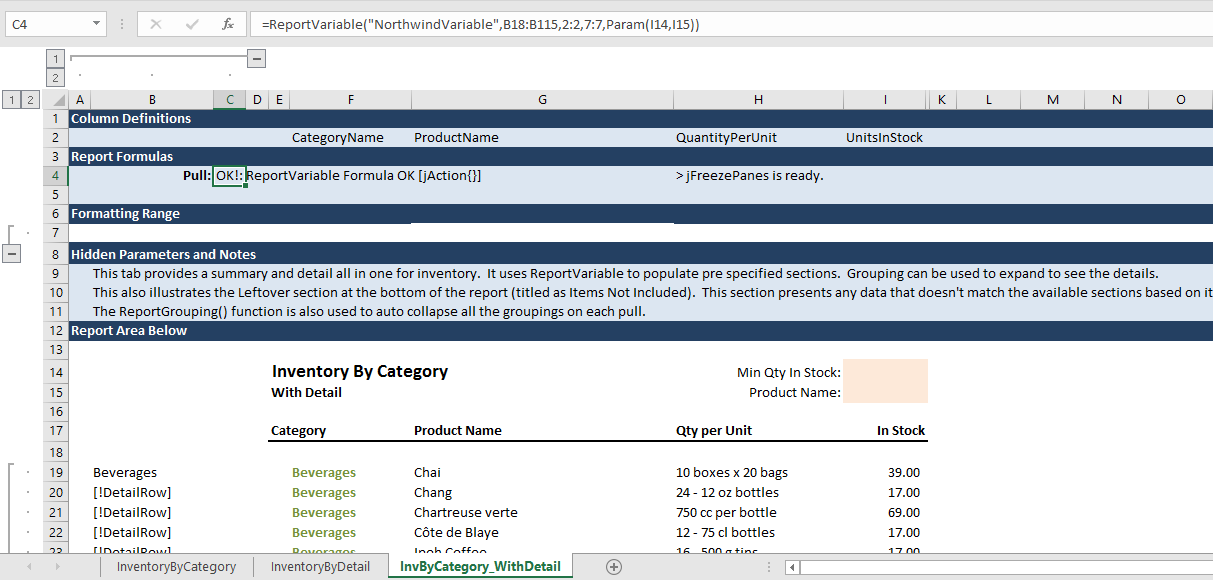 C4 fx =ReportVariable("NorthwindVariable",B18:B115,2:2,7:7,Param(I14,I15))
1
2
1 2 A B C D E F G H I K L M N O
1 Column Definitions
2 CategoryName ProductName QuantityPerUnit UnitsInStock
3 Report Formulas
4 Pull: OK!: ReportVariable Formula OK [jAction{}] > jFreezePanes is ready.
5
6 Formatting Range
7
8 Hidden Parameters and Notes
9 This tab provides a summary and detail all in one for inventory. It uses ReportVariable to populate pre specified sections. Grouping can be used to expand to see the details.
10 This also illustrates the Leftover section at the bottom of the report (titled as Items Not Included). This section presents any data that doesn't match the available sections based on it
11 The ReportGrouping() function is also used to auto collapse all the groupings on each pull.
12 Report Area Below
13
14 Inventory By Category Min Qty In Stock:
15 With Detail Product Name:
16
17 Category Product Name Qty per Unit In Stock
18
19 Beverages Beverages Chai 10 boxes x 20 bags 39.00
20 [!DetailRow] Beverages Chang 24 - 12 oz bottles 17.00
21 [!DetailRow] Beverages Chartreuse verte 750 cc per bottle 69.00
22 [!DetailRow] Beverages Côte de Blaye 12 - 75 cl bottles 17.00
23 [!DetailRow] Beverages Ipoh Coffee 16 - 500 g tins 17.00
InventoryByCategory InventoryByDetail InvByCategory_WithDetail